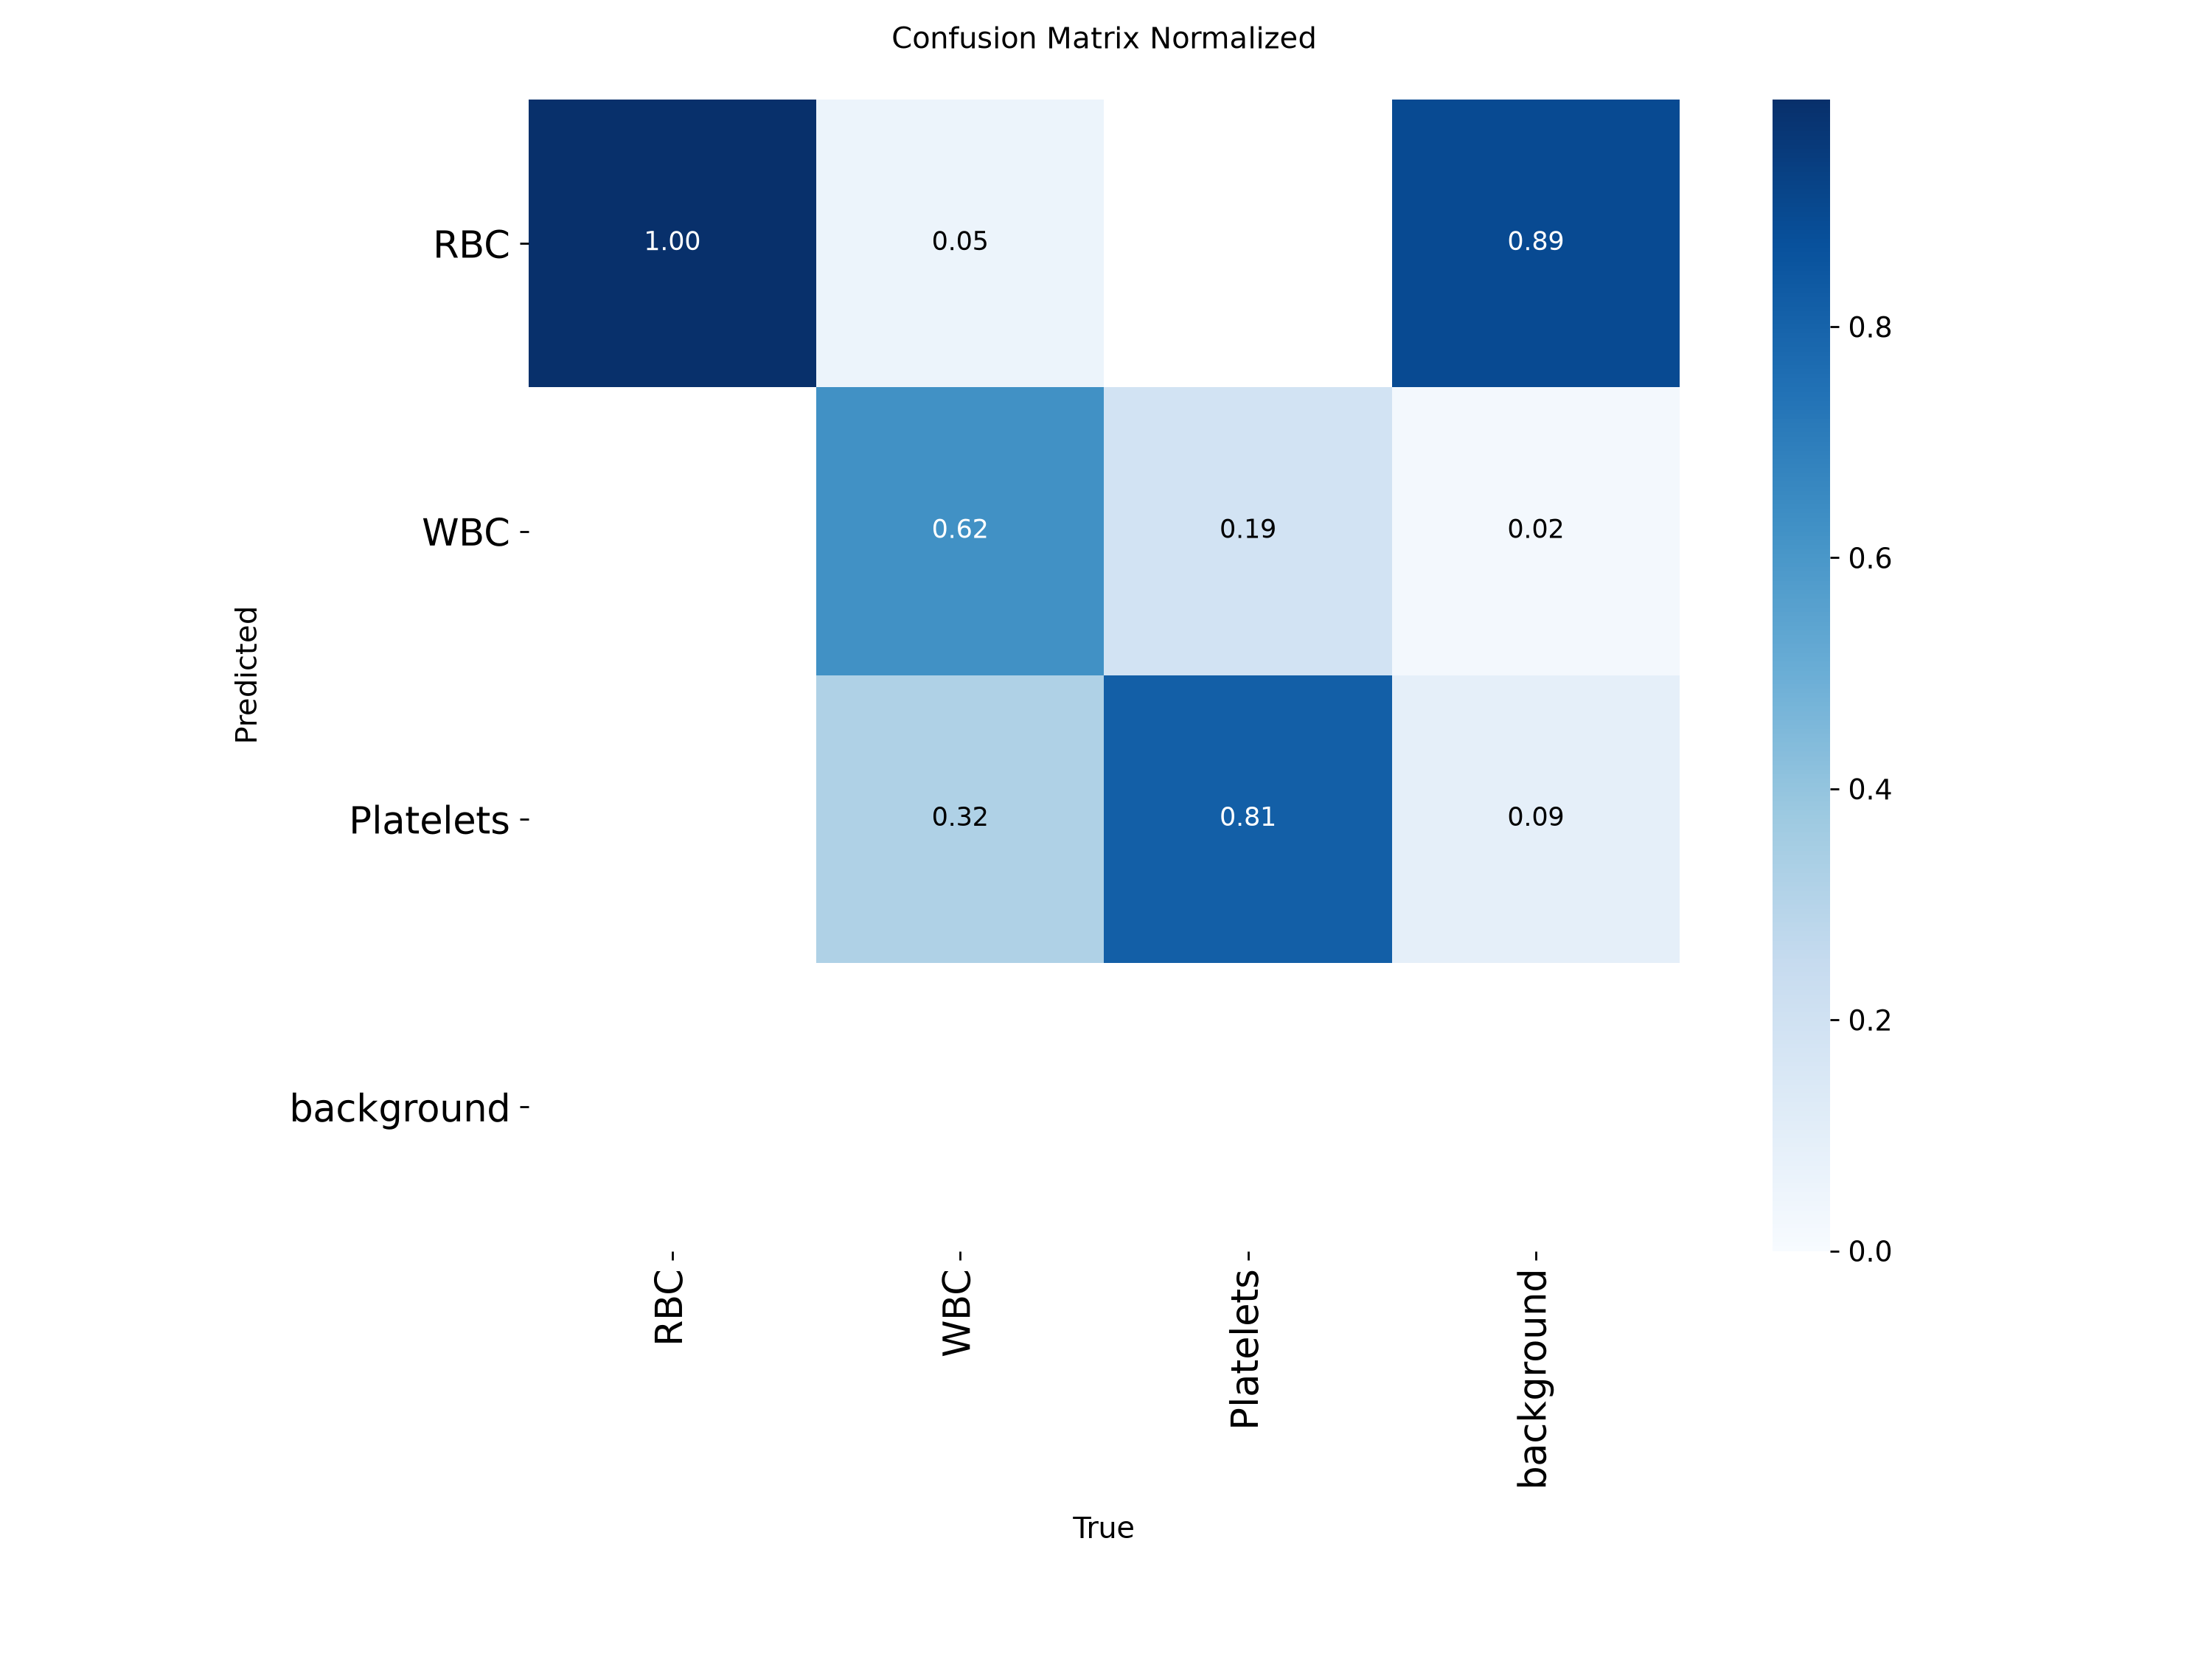 Confusion Matrix Normalized
RBC
1.00
0.05
0.89
0.8
WBC
0.62
0.19
0.02
0.6
Predicted
Platelets
0.32
0.81
0.09
0.4
background
0.2
0.0
RBC
WBC
Platelets
background
True